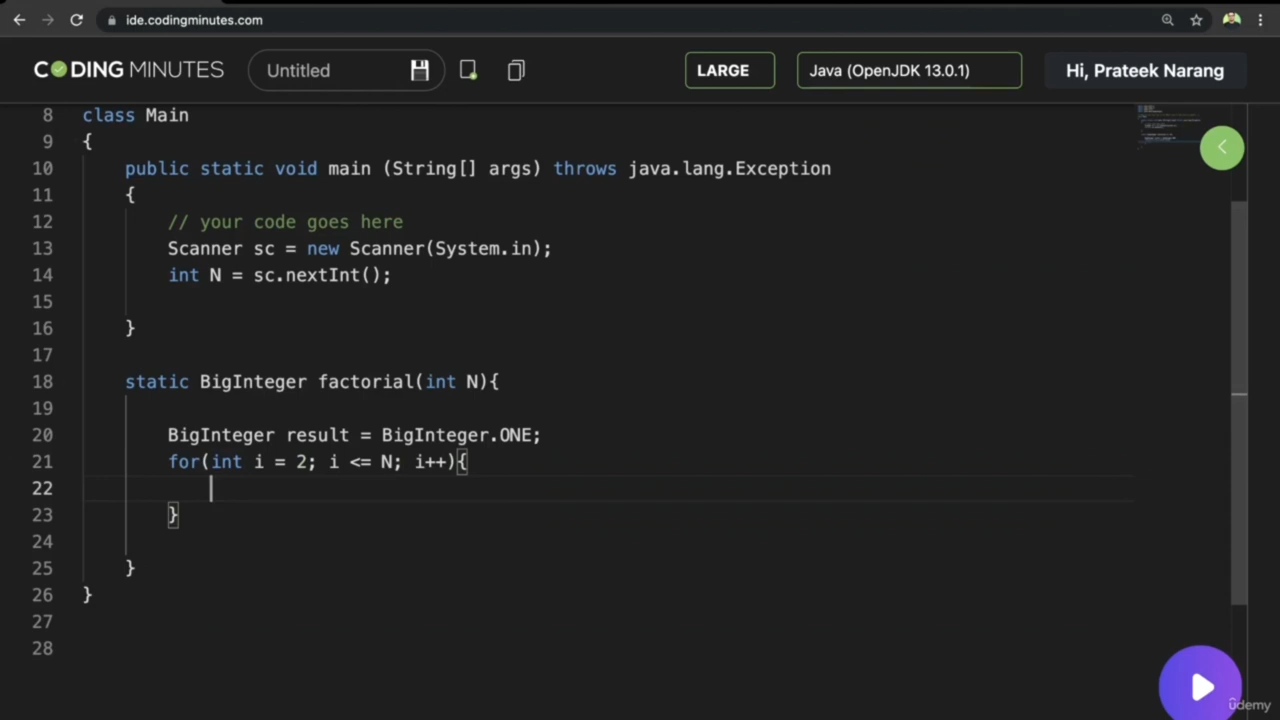 ide.codingminutes.com
CODING MINUTES
Untitled
LARGE
Java (OpenJDK 13.0.1)
Hi, Prateek Narang
8 class Main
9 {
10 public static void main (String[] args) throws java.lang.Exception
11 {
12 // your code goes here
13 Scanner sc = new Scanner(System.in);
14 int N = sc.nextInt();
15
16 }
17
18 static BigInteger factorial(int N){
19
20 BigInteger result = BigInteger.ONE;
21 for(int i = 2; i <= N; i++){
22
23 }
24
25 }
26 }
27
28
udemy